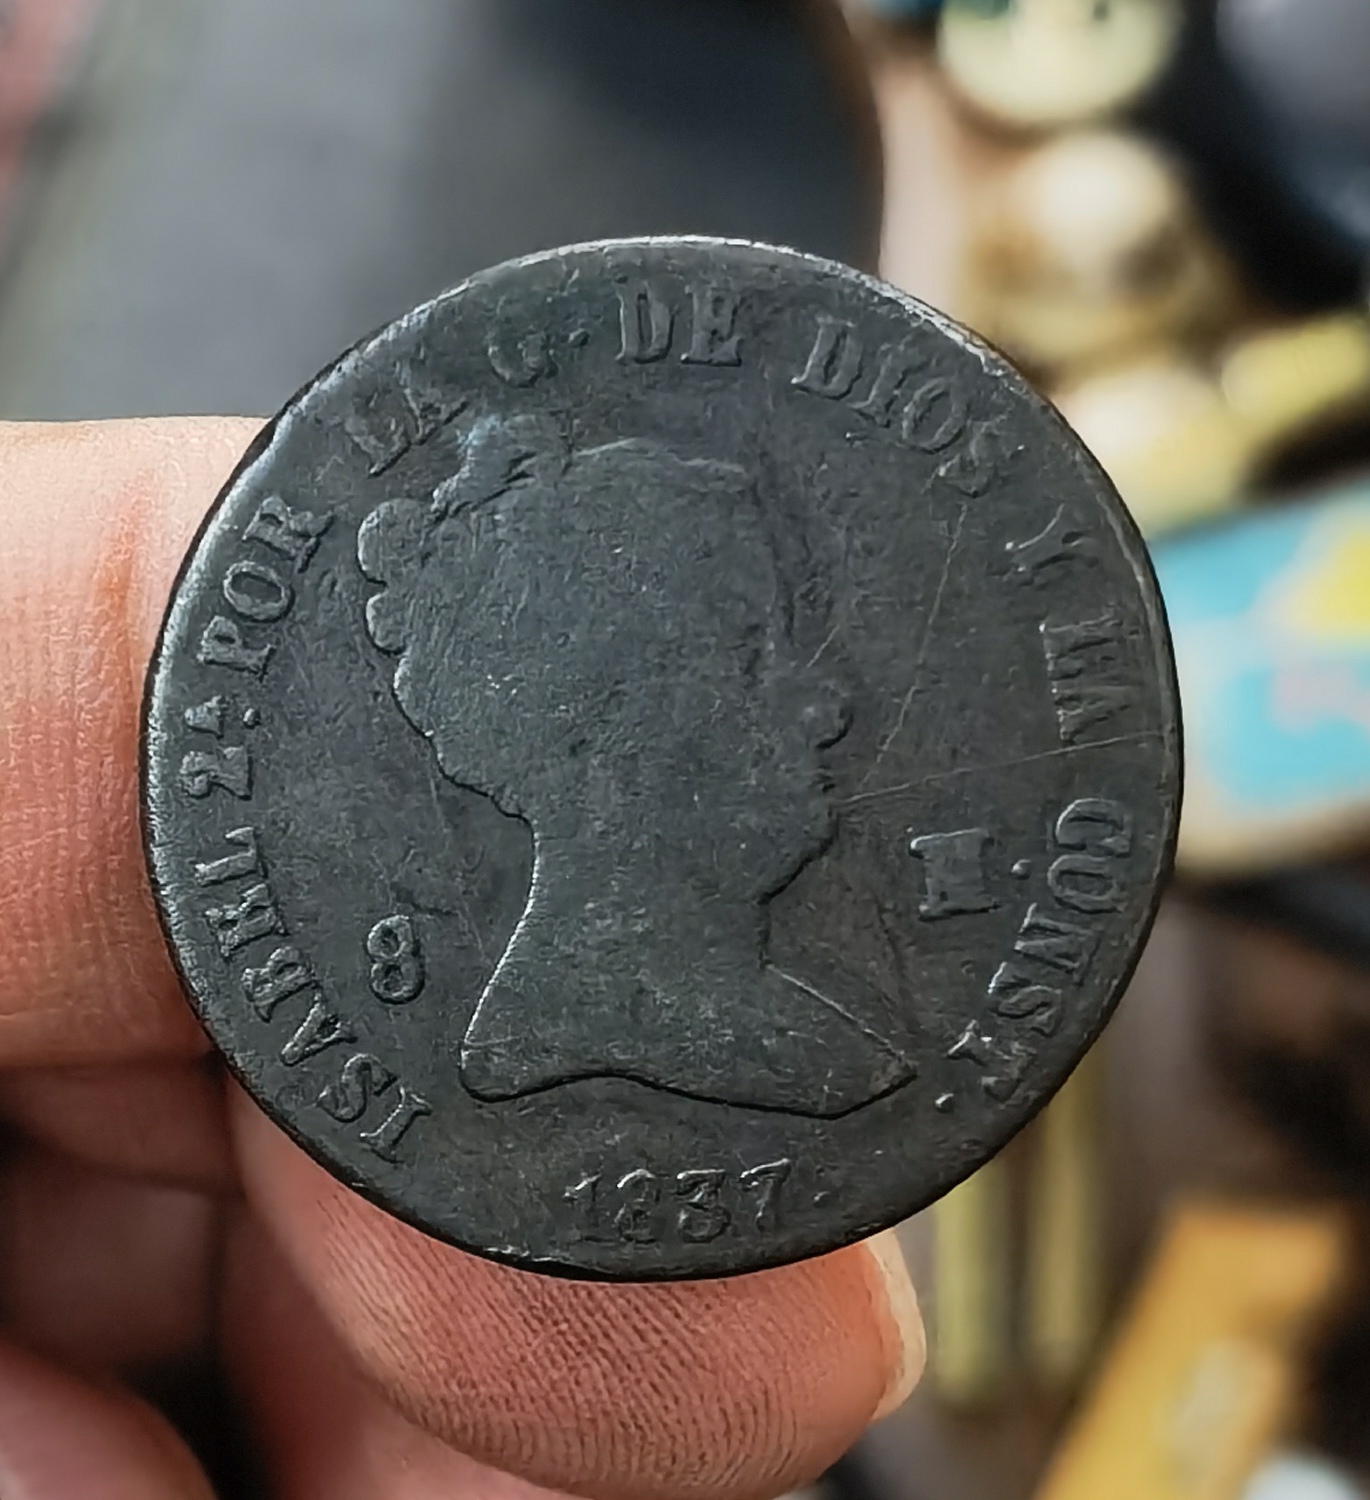 ISABEL 2ª POR LA G. DE DIOS Y LA CONST.
8 M
1837.